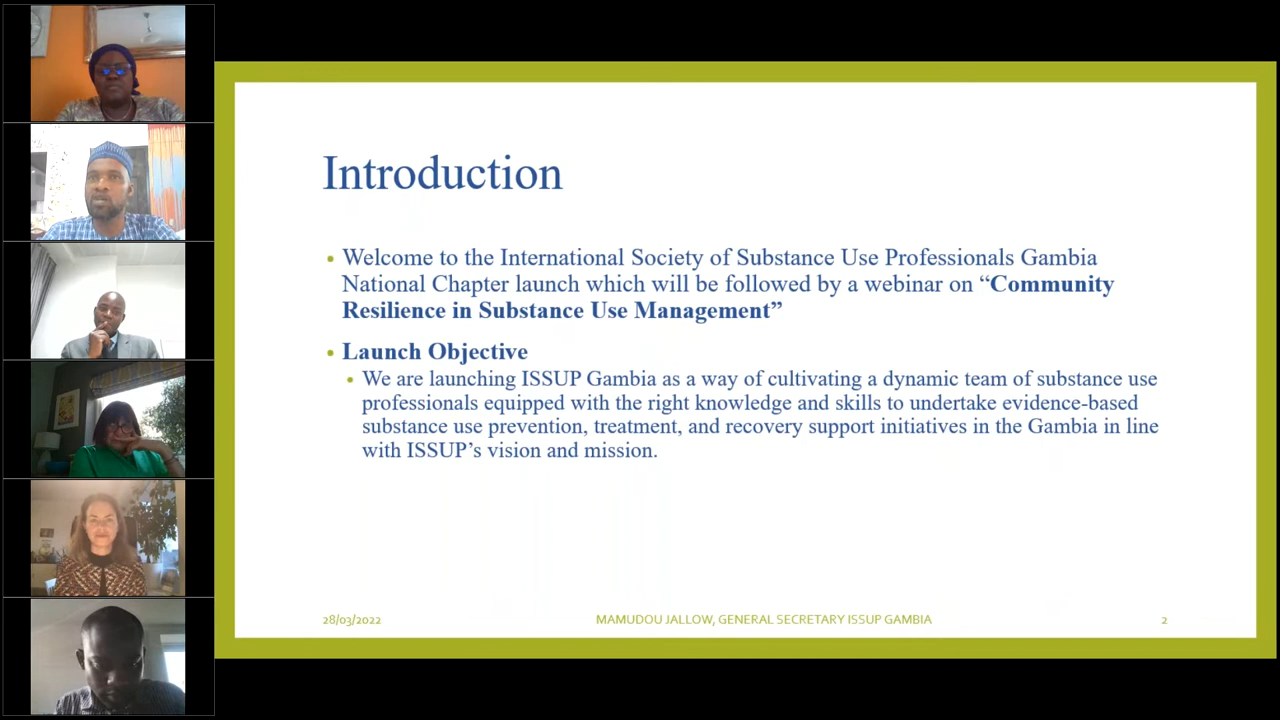 Introduction
• Welcome to the International Society of Substance Use Professionals Gambia
National Chapter launch which will be followed by a webinar on “Community
Resilience in Substance Use Management”
• Launch Objective
• We are launching ISSUP Gambia as a way of cultivating a dynamic team of substance use
professionals equipped with the right knowledge and skills to undertake evidence-based
substance use prevention, treatment, and recovery support initiatives in the Gambia in line
with ISSUP’s vision and mission.
28/03/2022
MAMUDOU JALLOW, GENERAL SECRETARY ISSUP GAMBIA
2